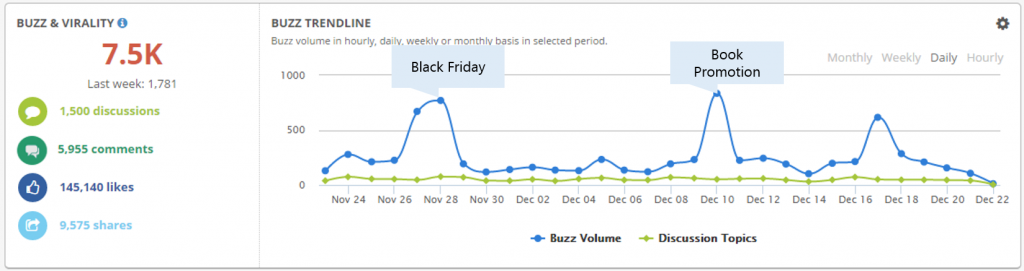 BUZZ & VIRALITY
7.5K
Last week: 1,781
1,500 discussions
5,955 comments
145,140 likes
9,575 shares
BUZZ TRENDLINE
Buzz volume in hourly, daily, weekly or monthly basis in selected period.
Monthly Weekly Daily Hourly
Black Friday
Book
Promotion
1000
500
0
Nov 24 Nov 26 Nov 28 Nov 30 Dec 02 Dec 04 Dec 06 Dec 08 Dec 10 Dec 12 Dec 14 Dec 16 Dec 18 Dec 20 Dec 22
Buzz Volume Discussion Topics